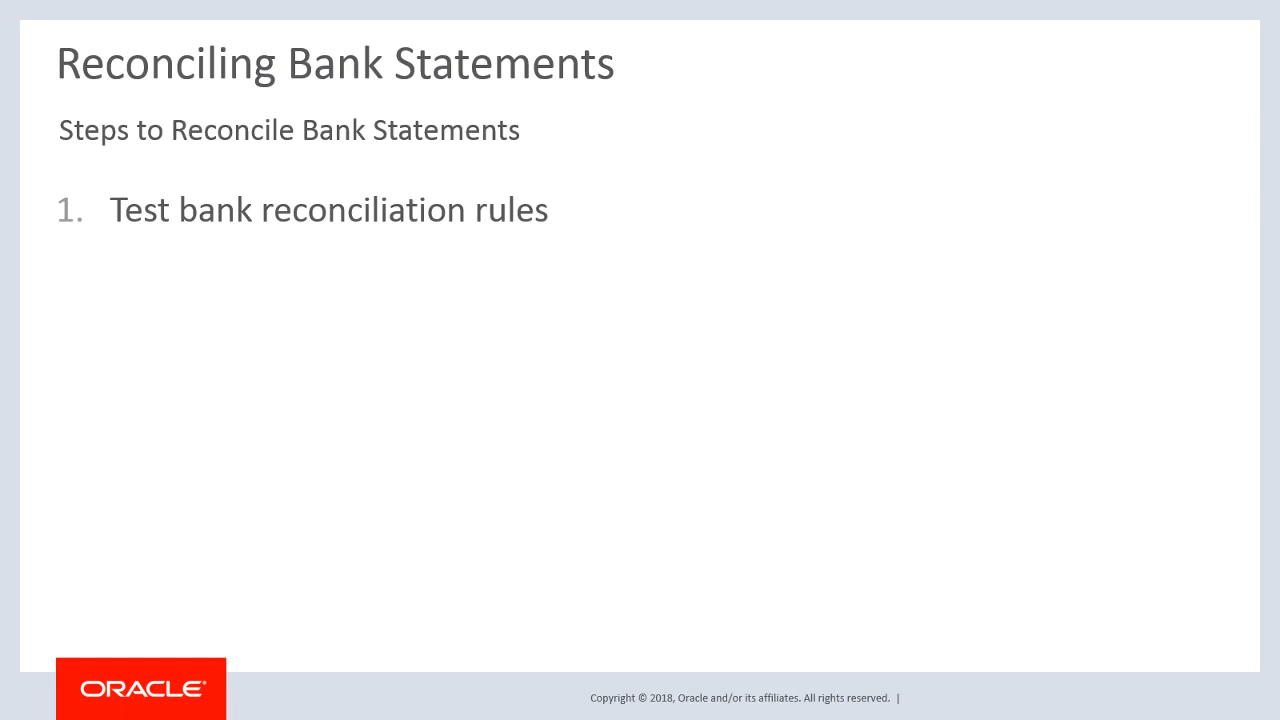 Reconciling Bank Statements
Steps to Reconcile Bank Statements
1. Test bank reconciliation rules
ORACLE®
Copyright © 2018, Oracle and/or its affiliates. All rights reserved. |